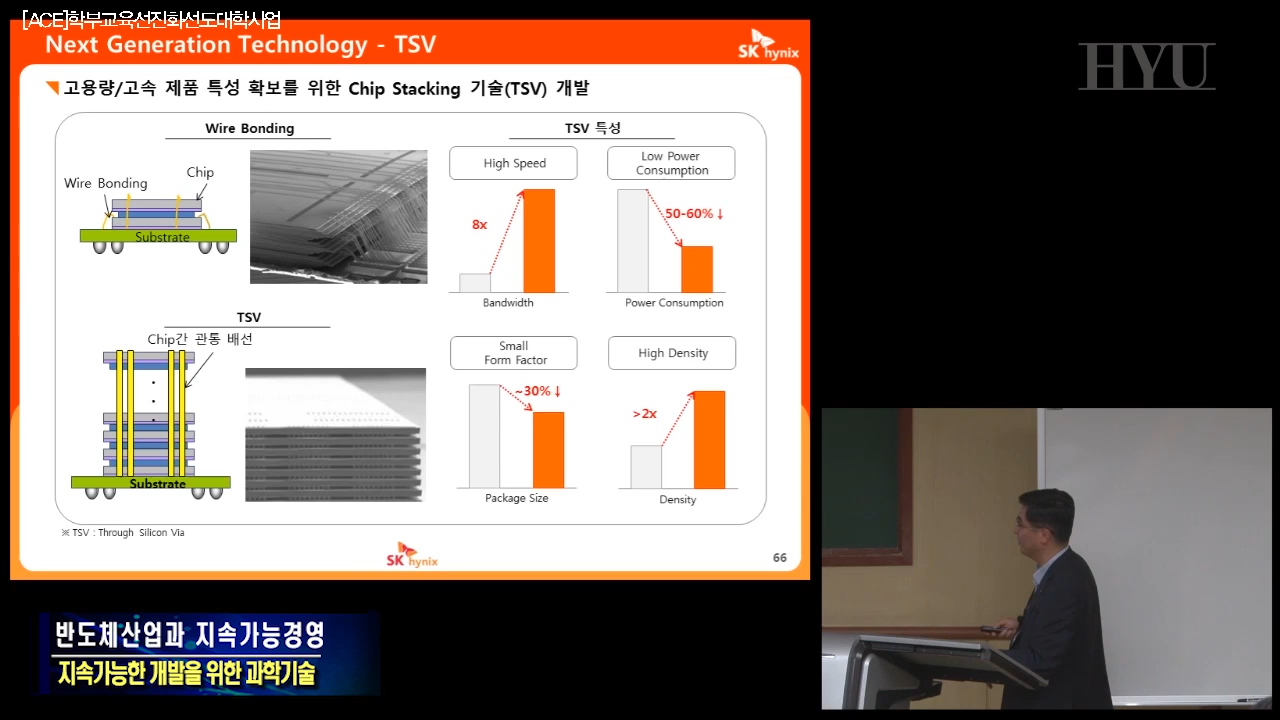 [ACE]학부교육선진화선도대학사업
Next Generation Technology - TSV
SK hynix
HYU
고용량/고속 제품 특성 확보를 위한 Chip Stacking 기술(TSV) 개발
Wire Bonding
Chip
Wire Bonding
Substrate
TSV
Chip간 관통 배선
Substrate
TSV 특성
High Speed
8x
Bandwidth
Low Power
Consumption
50-60%↓
Power Consumption
Small
Form Factor
~30%↓
Package Size
High Density
>2x
Density
※ TSV : Through Silicon Via
SK hynix
66
반도체산업과 지속가능경영
지속가능한 개발을 위한 과학기술